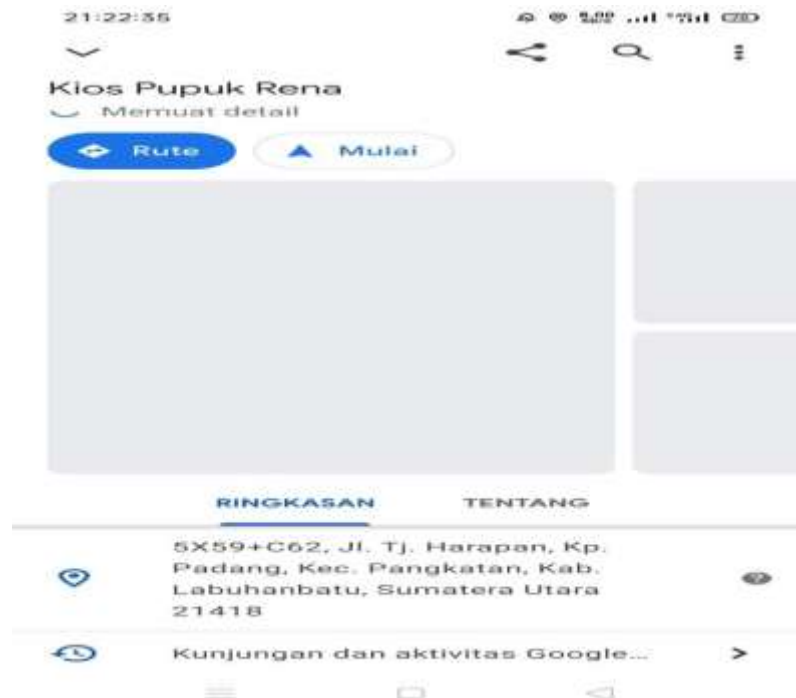 21:22:35
Kios Pupuk Rena
Memuat detail
Rute
Mulai
RINGKASAN
TENTANG
5X59+C62, Jl. Tj. Harapan, Kp.
Padang, Kec. Pangkatan, Kab.
Labuhanbatu, Sumatera Utara
21418
Kunjungan dan aktivitas Google...